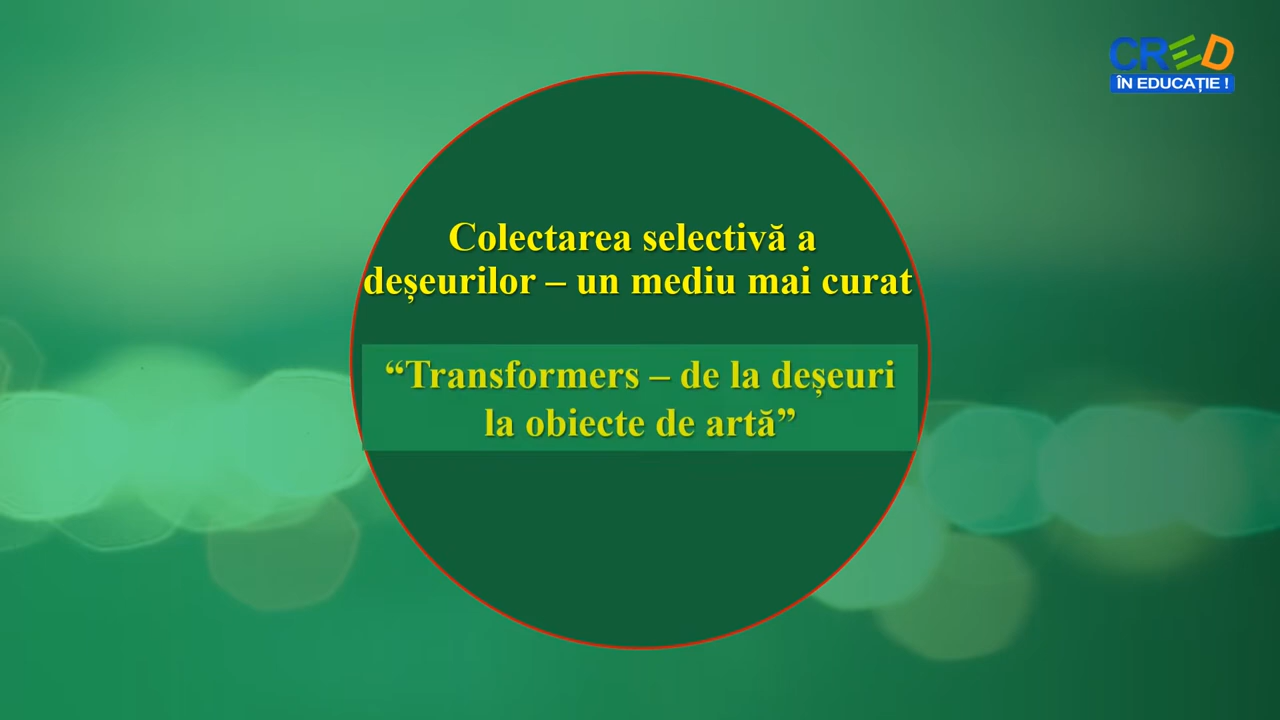 CRED
ÎN EDUCAȚIE !
Colectarea selectivă a
deșeurilor – un mediu mai curat
“Transformers – de la deșeuri
la obiecte de artă”